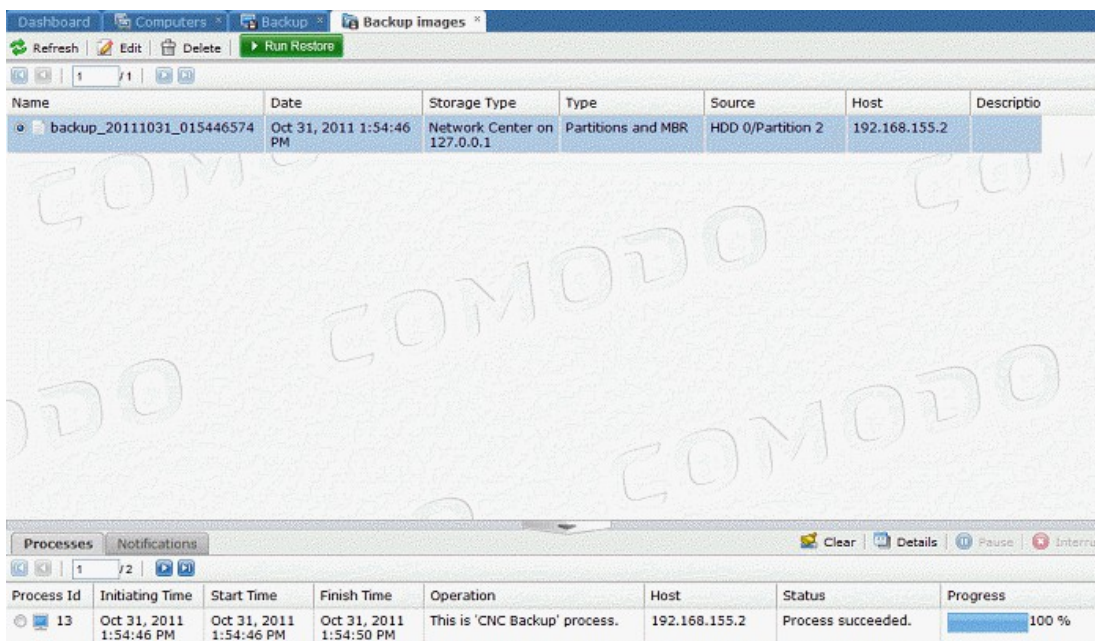 Dashboard Computers Backup Backup images
Refresh Edit Delete Run Restore
1 /1
Name Date Storage Type Type Source Host Descriptio
backup_20111031_015446574 Oct 31, 2011 1:54:46 PM Network Center on 127.0.0.1 Partitions and MBR HDD 0/Partition 2 192.168.155.2
COMODO
COMODO
COMODO
COMODO
Processes Notifications Clear Details Pause Interru
1 /2
Process Id Initiating Time Start Time Finish Time Operation Host Status Progress
13 Oct 31, 2011 1:54:46 PM Oct 31, 2011 1:54:46 PM Oct 31, 2011 1:54:50 PM This is 'CNC Backup' process. 192.168.155.2 Process succeeded. 100 %